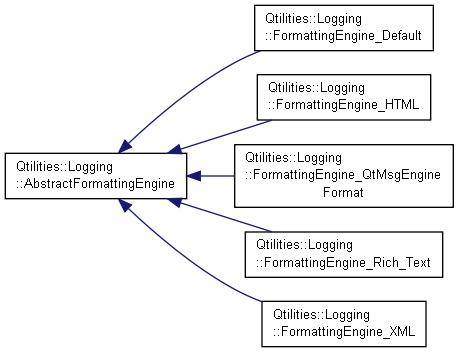 Qtilities::Logging
::FormattingEngine_Default
Qtilities::Logging
::FormattingEngine_HTML
Qtilities::Logging
::AbstractFormattingEngine
Qtilities::Logging
::FormattingEngine_QtMsgEngine
Format
Qtilities::Logging
::FormattingEngine_Rich_Text
Qtilities::Logging
::FormattingEngine_XML